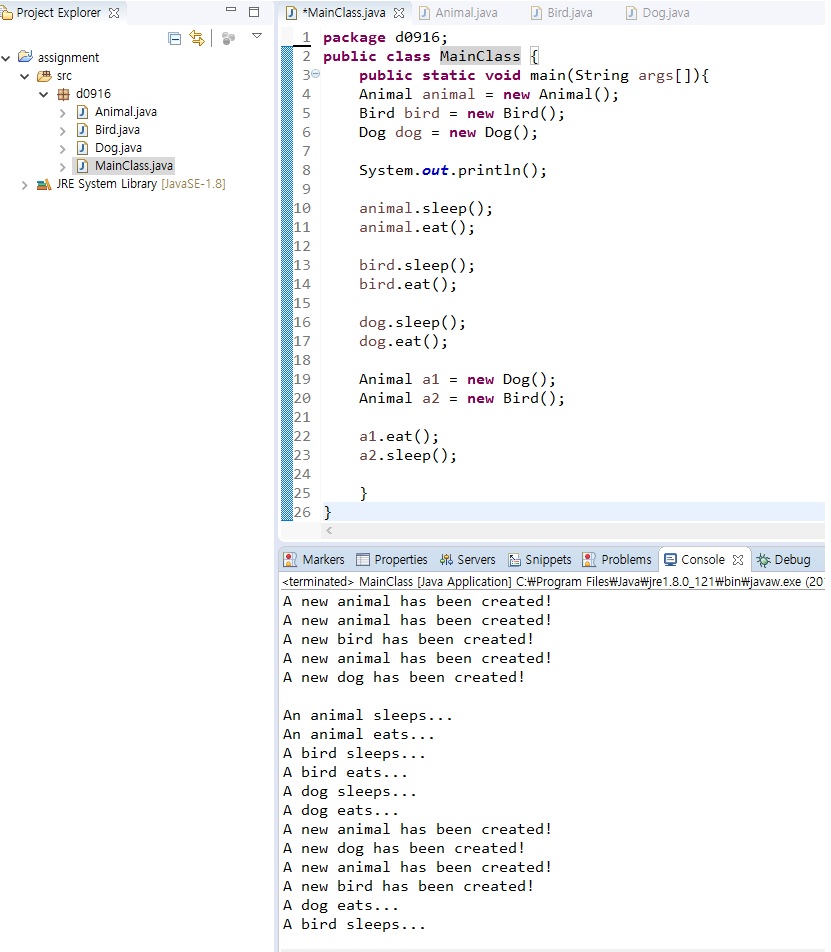 Project Explorer
assignment
src
d0916
Animal.java
Bird.java
Dog.java
MainClass.java
JRE System Library [JavaSE-1.8]
*MainClass.java Animal.java Bird.java Dog.java
1 package d0916;
2 public class MainClass {
3 public static void main(String args[]){
4 Animal animal = new Animal();
5 Bird bird = new Bird();
6 Dog dog = new Dog();
7
8 System.out.println();
9
10 animal.sleep();
11 animal.eat();
12
13 bird.sleep();
14 bird.eat();
15
16 dog.sleep();
17 dog.eat();
18
19 Animal a1 = new Dog();
20 Animal a2 = new Bird();
21
22 a1.eat();
23 a2.sleep();
24
25 }
26 }
Markers Properties Servers Snippets Problems Console Debug
<terminated> MainClass [Java Application] C:₩Program Files₩Java₩jre1.8.0_121₩bin₩javaw.exe (20
A new animal has been created!
A new animal has been created!
A new bird has been created!
A new animal has been created!
A new dog has been created!

An animal sleeps...
An animal eats...
A bird sleeps...
A bird eats...
A dog sleeps...
A dog eats...
A new animal has been created!
A new dog has been created!
A new animal has been created!
A new bird has been created!
A dog eats...
A bird sleeps...